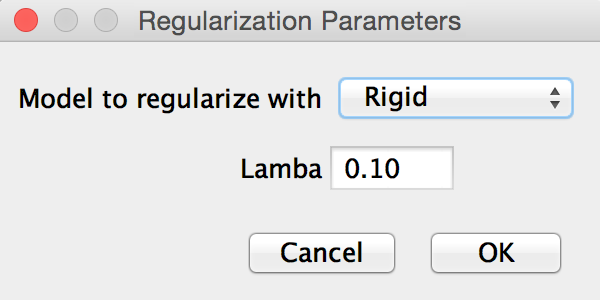 Regularization Parameters
Model to regularize with Rigid
Lamba 0.10
Cancel OK